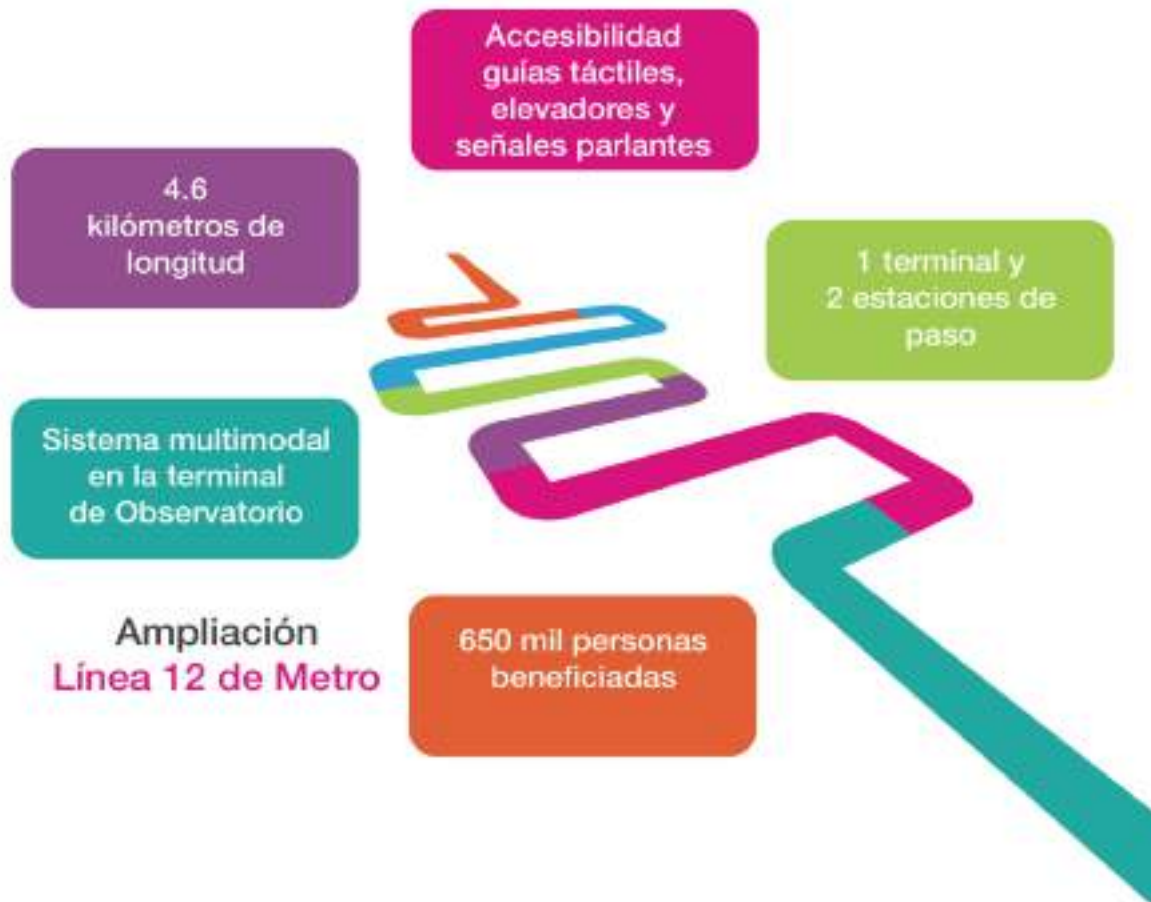 Accesibilidad
guías táctiles,
elevadores y
señales parlantes
4.6
kilómetros de
longitud
1 terminal y
2 estaciones de
paso
Sistema multimodal
en la terminal
de Observatorio
Ampliación
Línea 12 de Metro
650 mil personas
beneficiadas